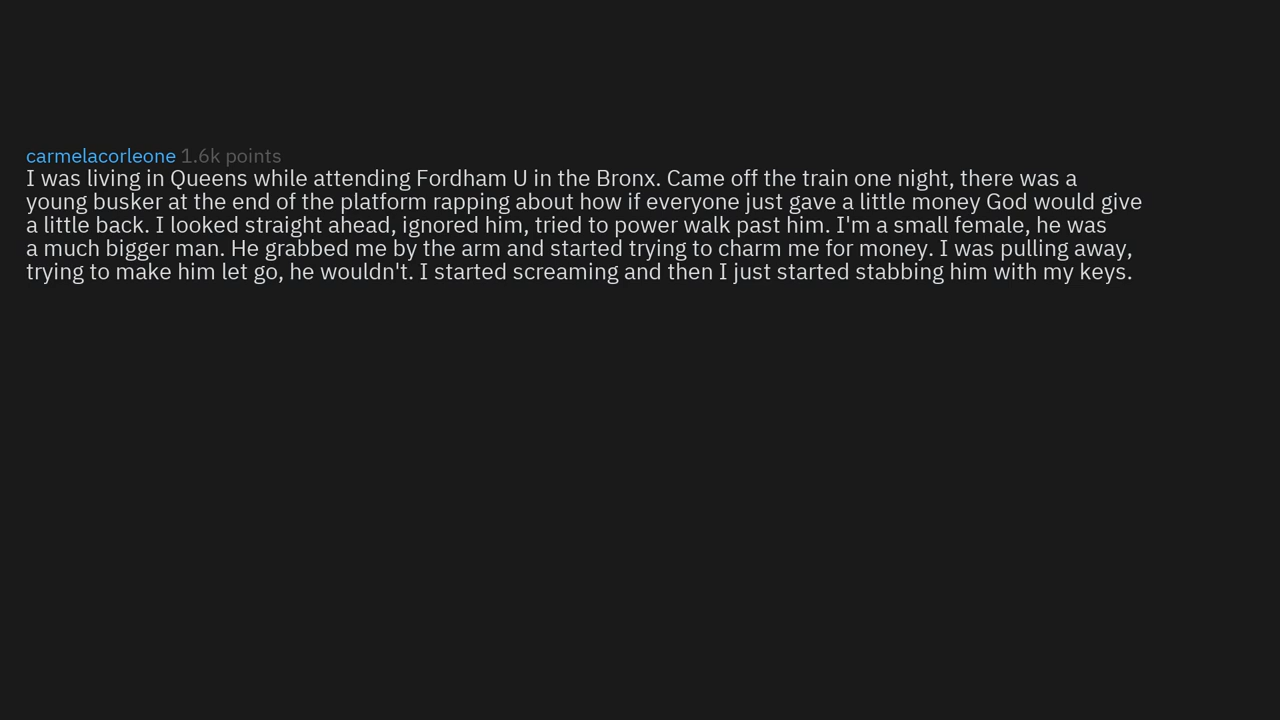 carmelacorleone 1.6k points
I was living in Queens while attending Fordham U in the Bronx. Came off the train one night, there was a
young busker at the end of the platform rapping about how if everyone just gave a little money God would give
a little back. I looked straight ahead, ignored him, tried to power walk past him. I'm a small female, he was
a much bigger man. He grabbed me by the arm and started trying to charm me for money. I was pulling away,
trying to make him let go, he wouldn't. I started screaming and then I just started stabbing him with my keys.